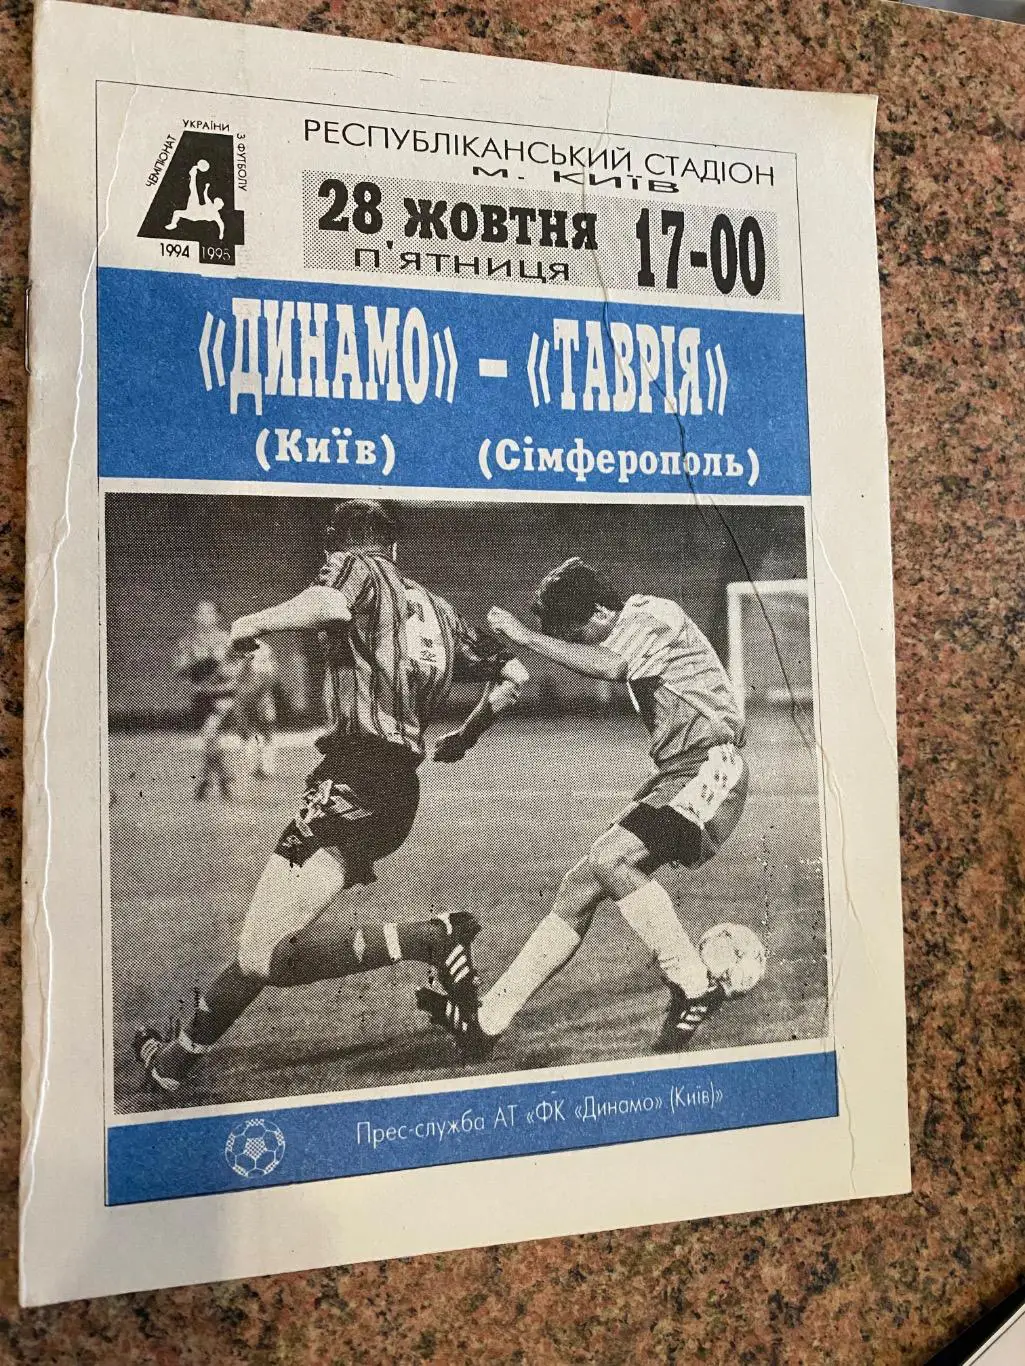 ЧЕМПІОНАТ УКРАЇНИ З ФУТБОЛУ
4
1994 1995
РЕСПУБЛІКАНСЬКИЙ СТАДІОН
М. КИЇВ
28 ЖОВТНЯ 17-00
П'ЯТНИЦЯ
«ДИНАМО» – «ТАВРІЯ»
(Київ) (Сімферополь)
Прес-служба АТ «ФК «Динамо» (Київ)»